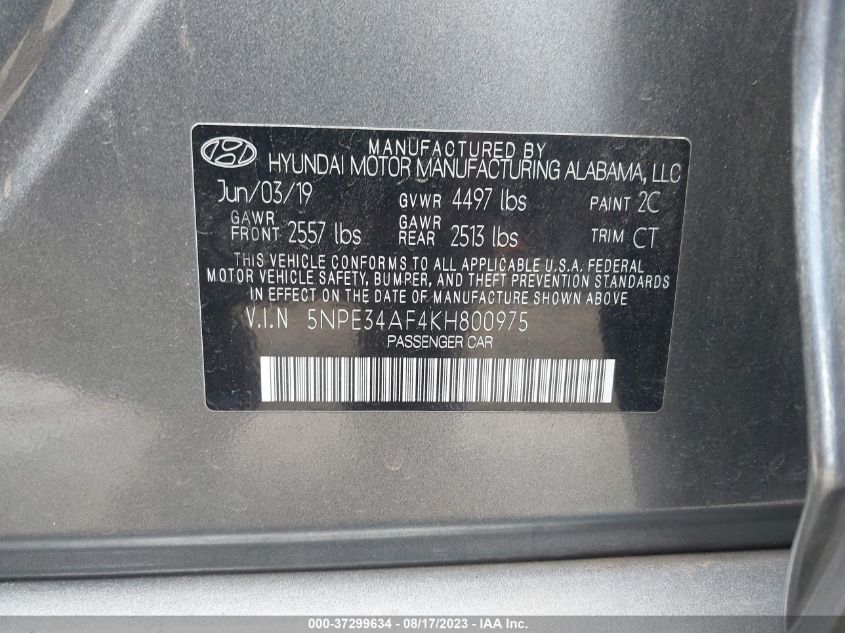 MANUFACTURED BY
HYUNDAI MOTOR MANUFACTURING ALABAMA, LLC
Jun/03/19 GVWR 4497 lbs PAINT 2C
GAWR FRONT 2557 lbs GAWR REAR 2513 lbs TRIM CT
THIS VEHICLE CONFORMS TO ALL APPLICABLE U.S.A. FEDERAL
MOTOR VEHICLE SAFETY, BUMPER, AND THEFT PREVENTION STANDARDS
IN EFFECT ON THE DATE OF MANUFACTURE SHOWN ABOVE
V.I.N 5NPE34AF4KH800975
PASSENGER CAR
000-37299634 - 08/17/2023 - IAAI.com.